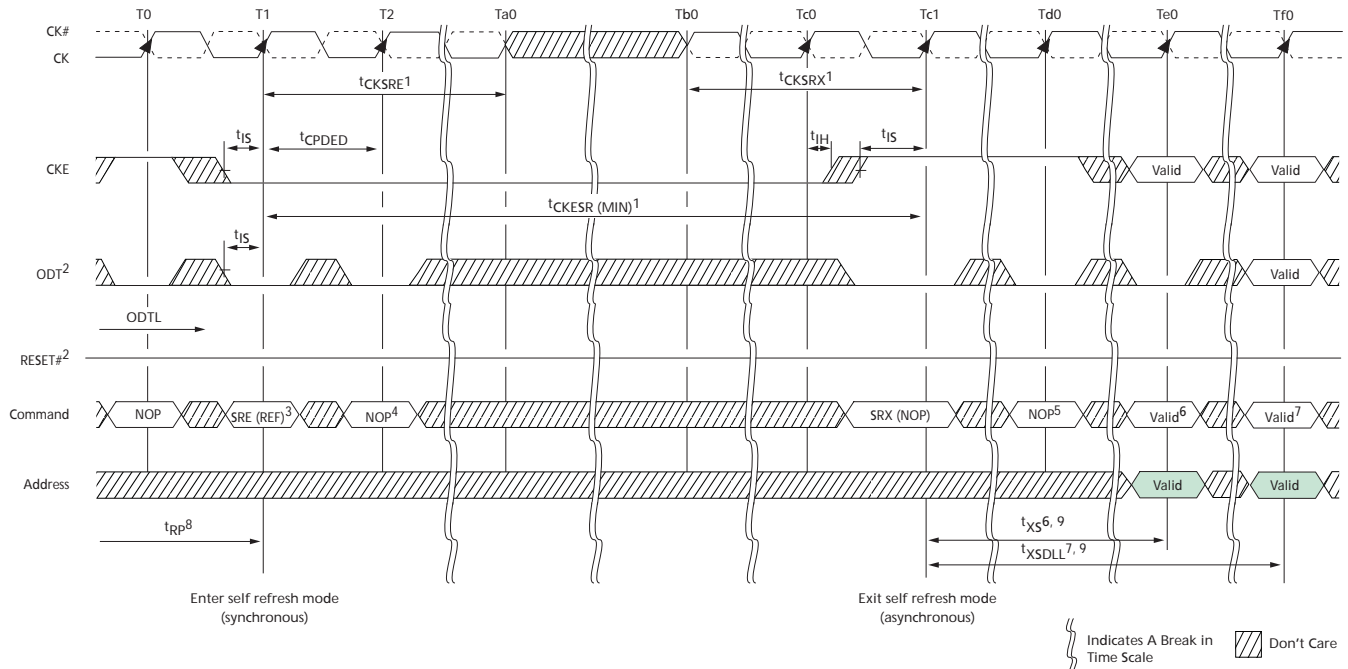 T0 T1 T2 Ta0 Tb0 Tc0 Tc1 Td0 Te0 Tf0
CK#
CK
tCKSRE1 tCKSRX1
tIS tCPDED tIH tIS
CKE Valid Valid
tCKESR (MIN)1
tIS
ODT2 Valid
ODTL
RESET#2
Command NOP SRE (REF)3 NOP4 SRX (NOP) NOP5 Valid6 Valid7
Address Valid Valid
tRP8 tXS6, 9
tXSDLL7, 9
Enter self refresh mode
(synchronous)
Exit self refresh mode
(asynchronous)
Indicates A Break in
Time Scale
Don't Care